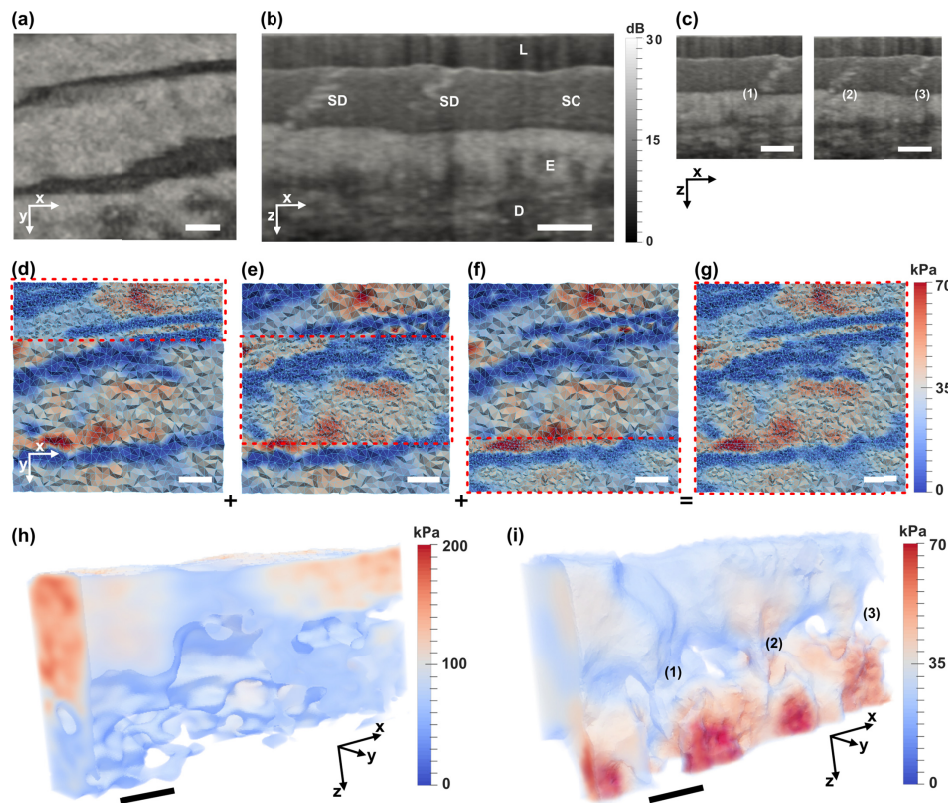 (a)
(b)
(c)
dB
30
15
0
L
SD
SD
SC
E
D
x
y
x
z
(1)
(2)
(3)
x
z
(d)
(e)
(f)
(g)
kPa
70
35
0
x
y
+
+
=
(h)
kPa
200
100
0
x
y
z
(i)
kPa
70
35
0
(1)
(2)
(3)
x
y
z